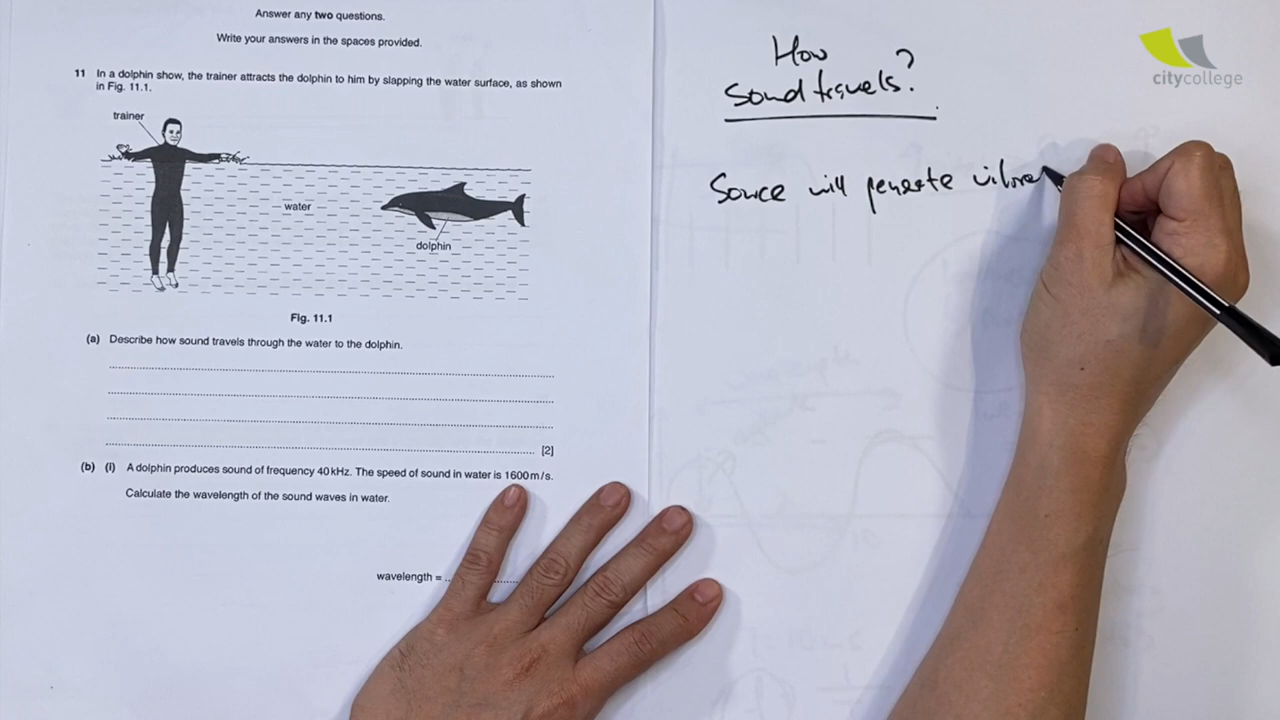 Answer any two questions.
Write your answers in the spaces provided.
11 In a dolphin show, the trainer attracts the dolphin to him by slapping the water surface, as shown
in Fig. 11.1.
trainer
water
dolphin
Fig. 11.1
(a) Describe how sound travels through the water to the dolphin.
[2]
(b) (i) A dolphin produces sound of frequency 40 kHz. The speed of sound in water is 1600 m/s.
Calculate the wavelength of the sound waves in water.
wavelength =
How
Sound travels?
Source will generate vibra
citycollege